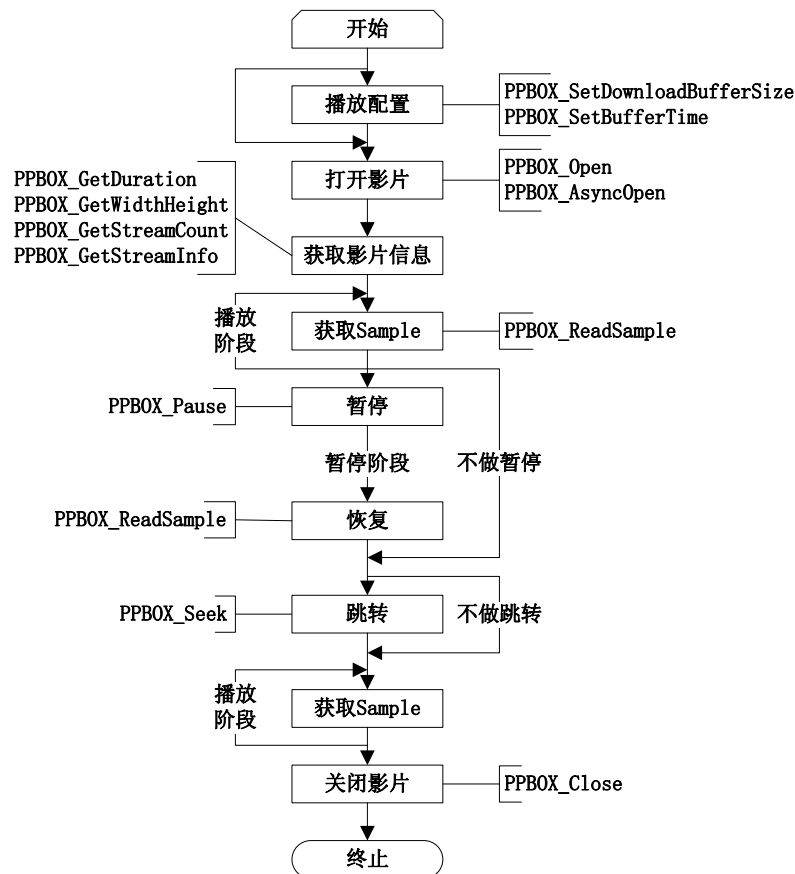 开始
播放配置
PPBOX_SetDownloadBufferSize
PPBOX_SetBufferTime
打开影片
PPBOX_Open
PPBOX_AsyncOpen
PPBOX_GetDuration
PPBOX_GetWidthHeight
PPBOX_GetStreamCount
PPBOX_GetStreamInfo
获取影片信息
播放
阶段
获取Sample
PPBOX_ReadSample
PPBOX_Pause
暂停
暂停阶段
不做暂停
PPBOX_ReadSample
恢复
PPBOX_Seek
跳转
不做跳转
播放
阶段
获取Sample
关闭影片
PPBOX_Close
终止